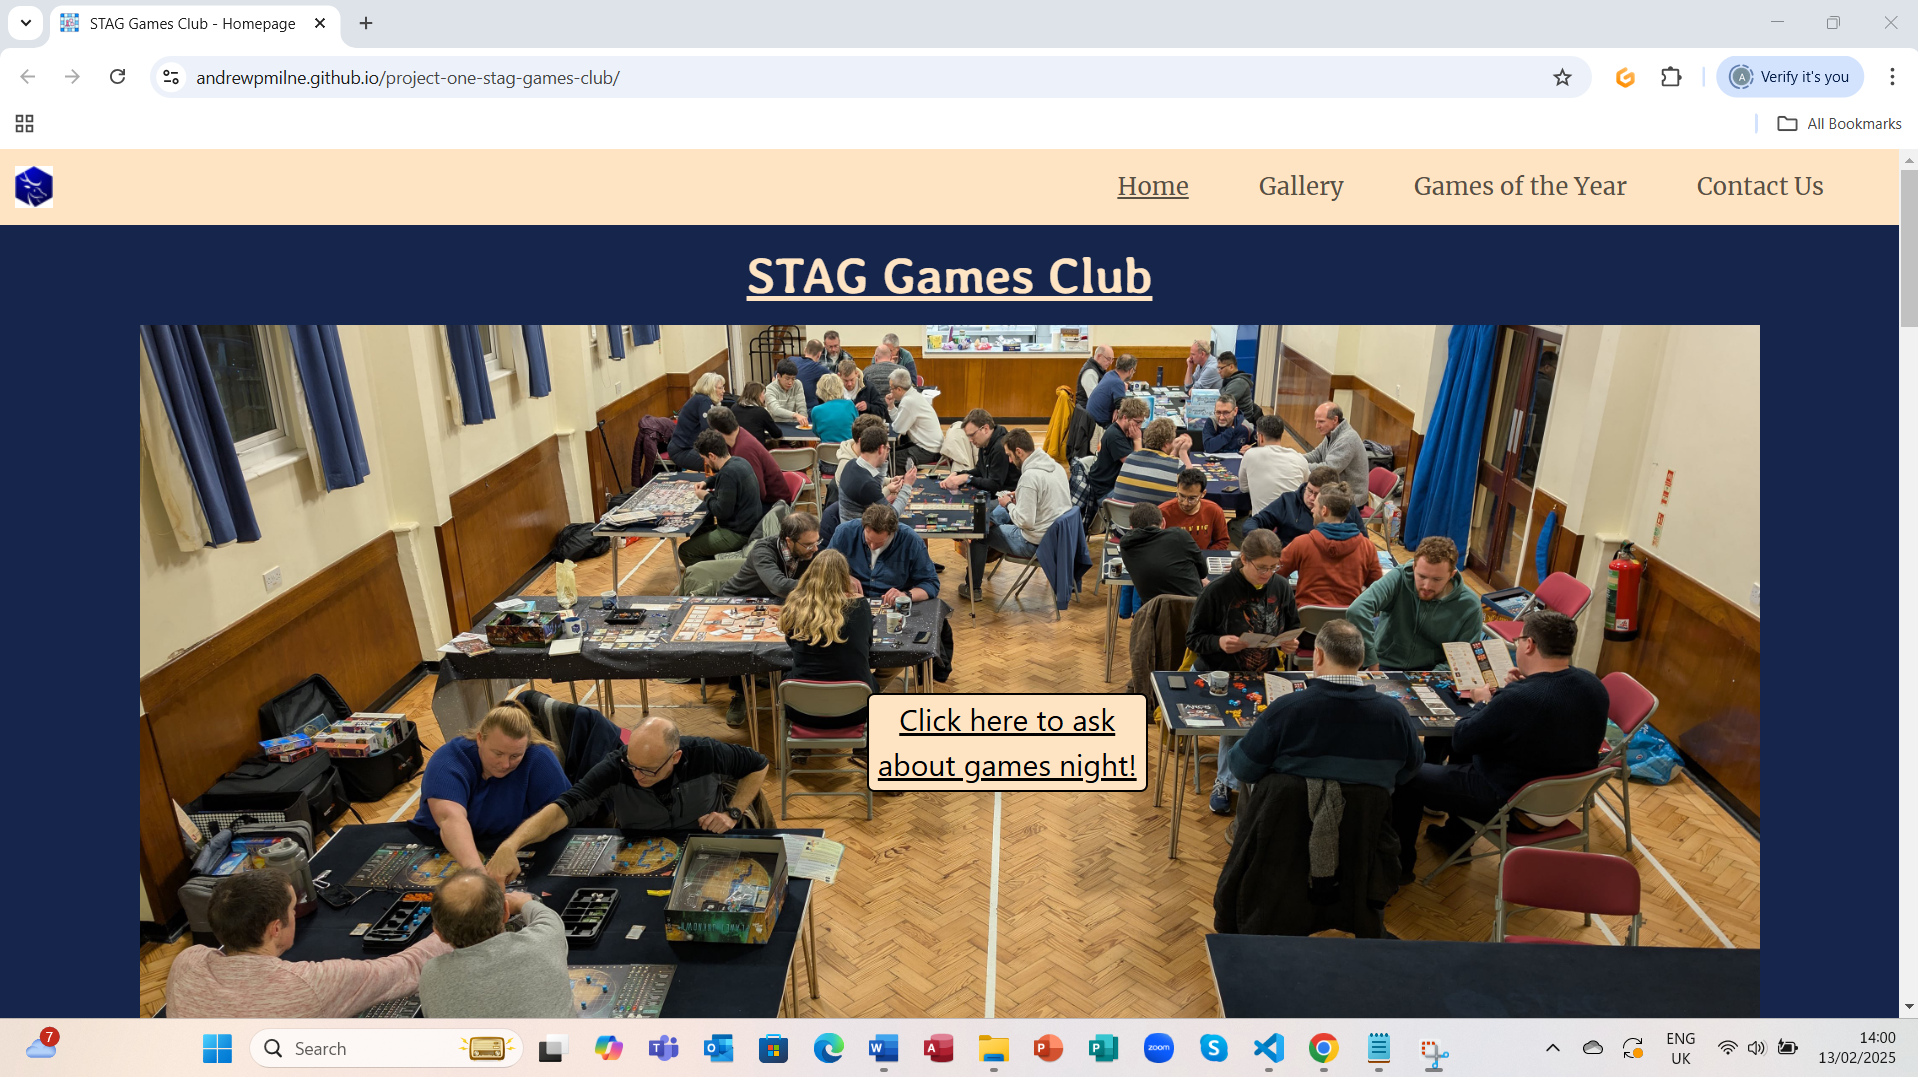 STAG Games Club - Homepage
andrewpmilne.github.io/project-one-stag-games-club/
A
Verify it's you
All Bookmarks
Home
Gallery
Games of the Year
Contact Us
STAG Games Club
Click here to ask
about games night!
7
Search
zoom
ENG
UK
14:00
13/02/2025